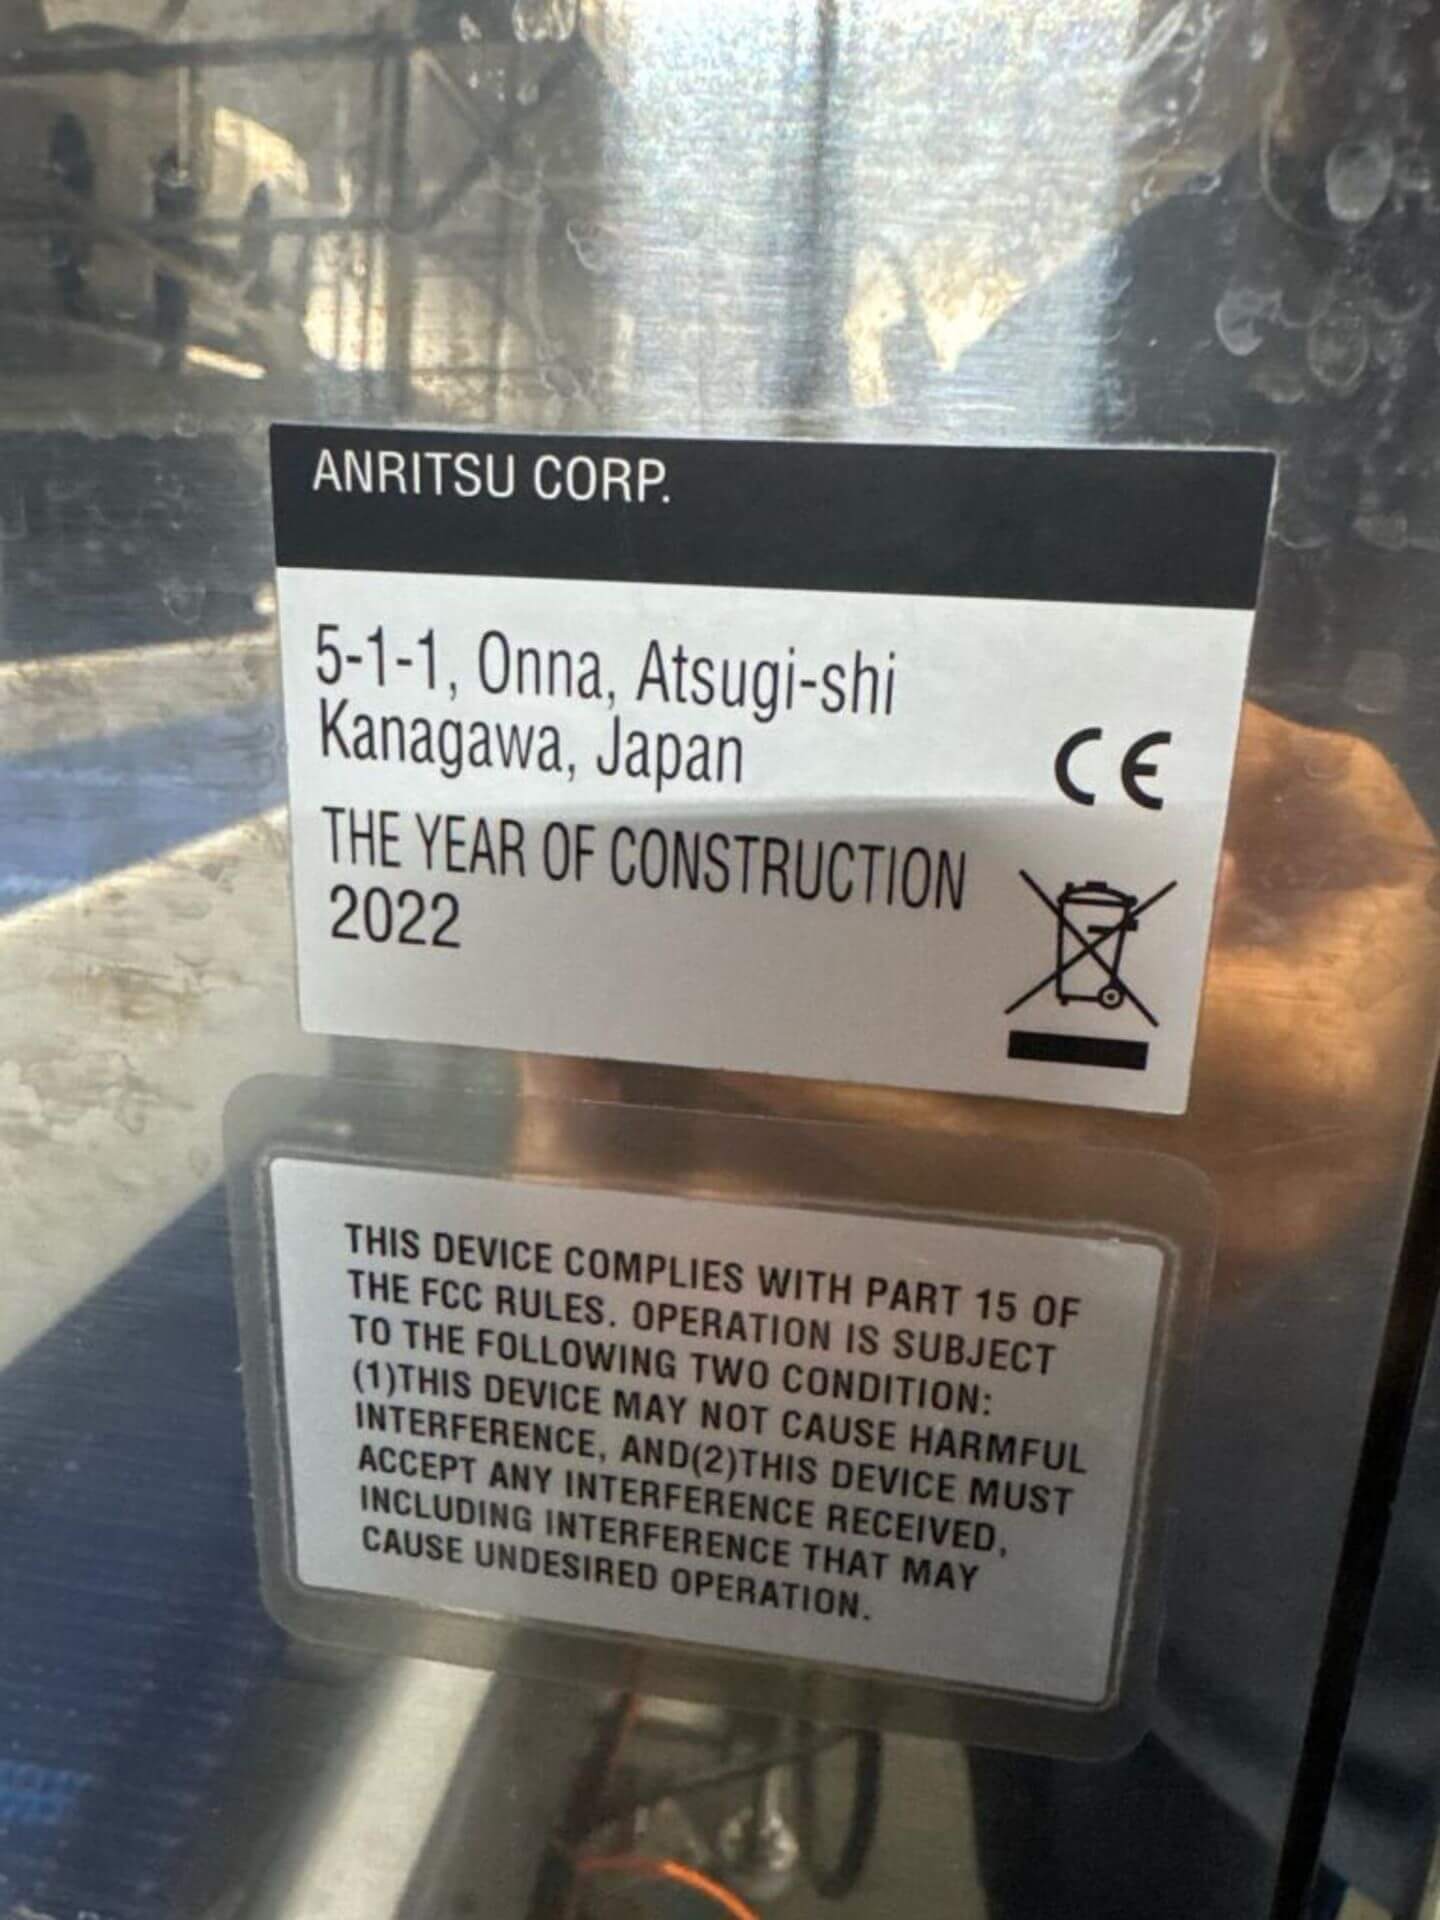 ANRITSU CORP.
5-1-1, Onna, Atsugi-shi
Kanagawa, Japan
CE
THE YEAR OF CONSTRUCTION
2022
THIS DEVICE COMPLIES WITH PART 15 OF
THE FCC RULES. OPERATION IS SUBJECT
TO THE FOLLOWING TWO CONDITION:
(1)THIS DEVICE MAY NOT CAUSE HARMFUL
INTERFERENCE, AND(2)THIS DEVICE MUST
ACCEPT ANY INTERFERENCE RECEIVED,
INCLUDING INTERFERENCE THAT MAY
CAUSE UNDESIRED OPERATION.